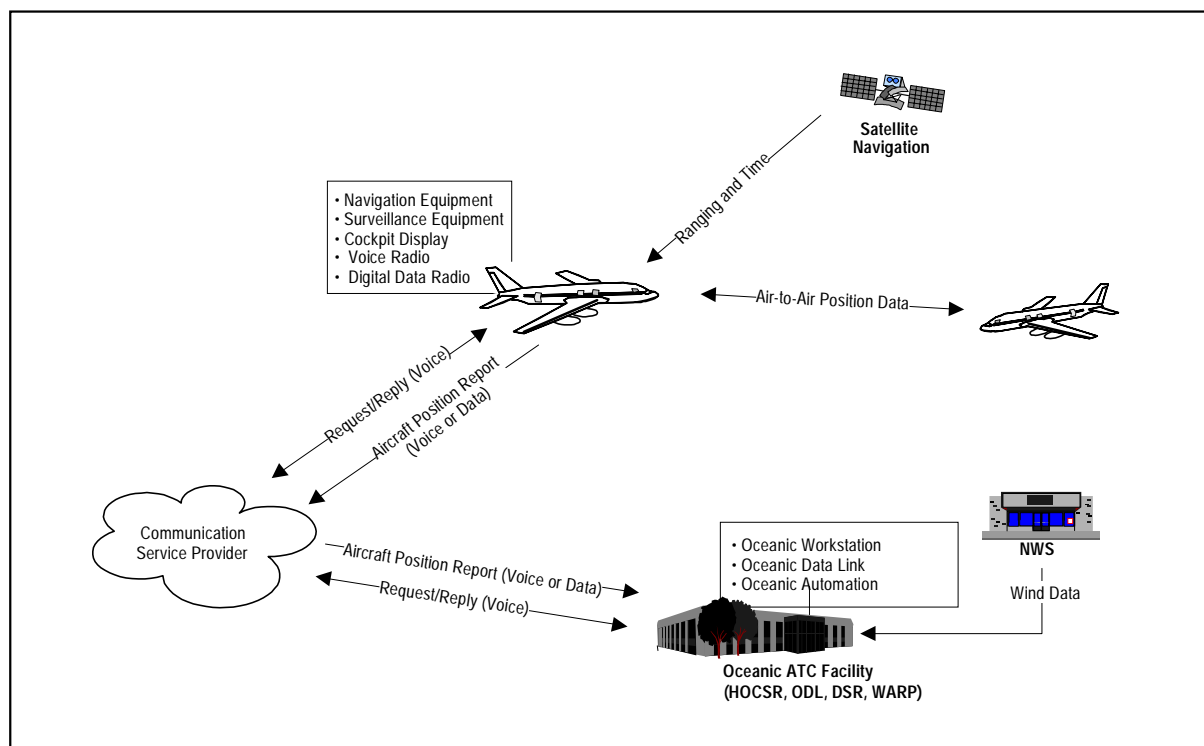 Satellite
Navigation
Ranging and Time
• Navigation Equipment
• Surveillance Equipment
• Cockpit Display
• Voice Radio
• Digital Data Radio
Air-to-Air Position Data
Request/Reply (Voice)
Aircraft Position Report
(Voice or Data)
Communication
Service Provider
Aircraft Position Report (Voice or Data)
Request/Reply (Voice)
• Oceanic Workstation
• Oceanic Data Link
• Oceanic Automation
NWS
Wind Data
Oceanic ATC Facility
(HOCSR, ODL, DSR, WARP)